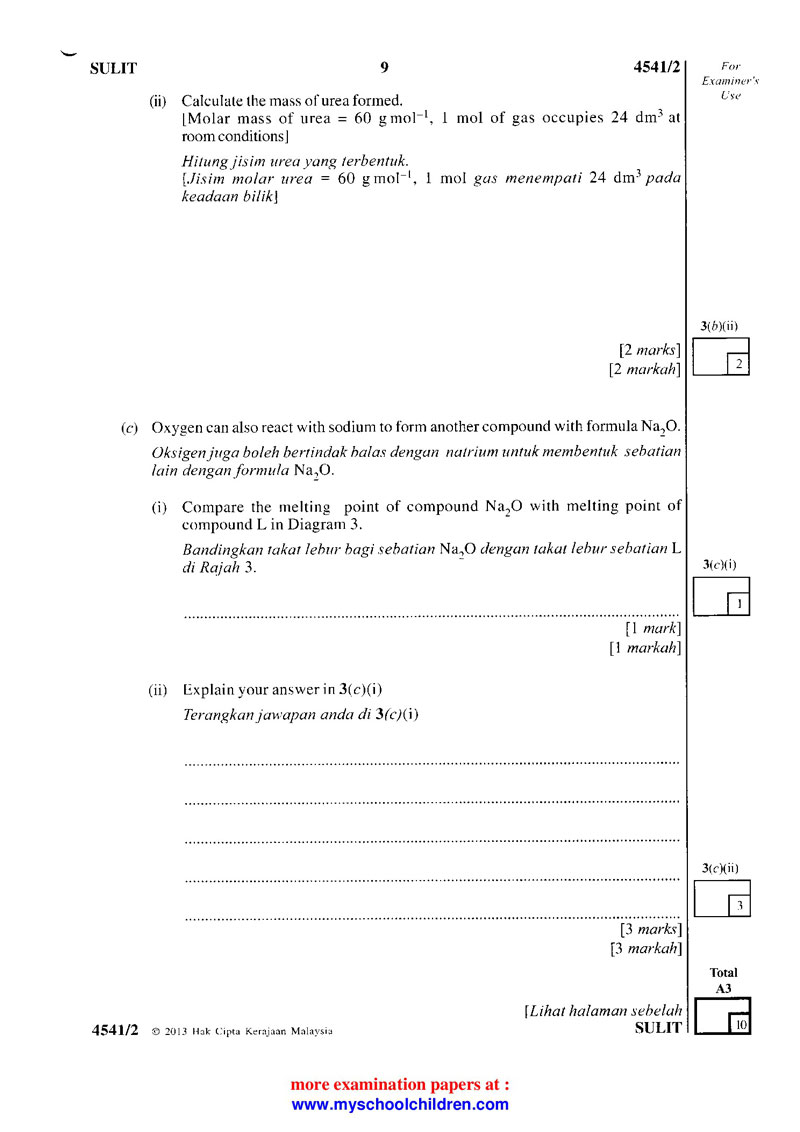 SULIT 9 4541/2 For Examiner's Use
(ii) Calculate the mass of urea formed.
[Molar mass of urea = 60 g mol⁻¹, 1 mol of gas occupies 24 dm³ at
room conditions]
Hitung jisim urea yang terbentuk.
[Jisim molar urea = 60 g mol⁻¹, 1 mol gas menempati 24 dm³ pada
keadaan bilik]
3(b)(ii)
[2 marks]
[2 markah]
2
(c) Oxygen can also react with sodium to form another compound with formula Na₂O.
Oksigen juga boleh bertindak balas dengan natrium untuk membentuk sebatian
lain dengan formula Na₂O.
(i) Compare the melting point of compound Na₂O with melting point of
compound L in Diagram 3.
Bandingkan takat lebur bagi sebatian Na₂O dengan takat lebur sebatian L
di Rajah 3.
3(c)(i)
1
[1 mark]
[1 markah]
(ii) Explain your answer in 3(c)(i)
Terangkan jawapan anda di 3(c)(i)
3(c)(ii)
3
[3 marks]
[3 markah]
Total
A3
10
[Lihat halaman sebelah
4541/2 © 2013 Hak Cipta Kerajaan Malaysia SULIT
more examination papers at :
www.myschoolchildren.com